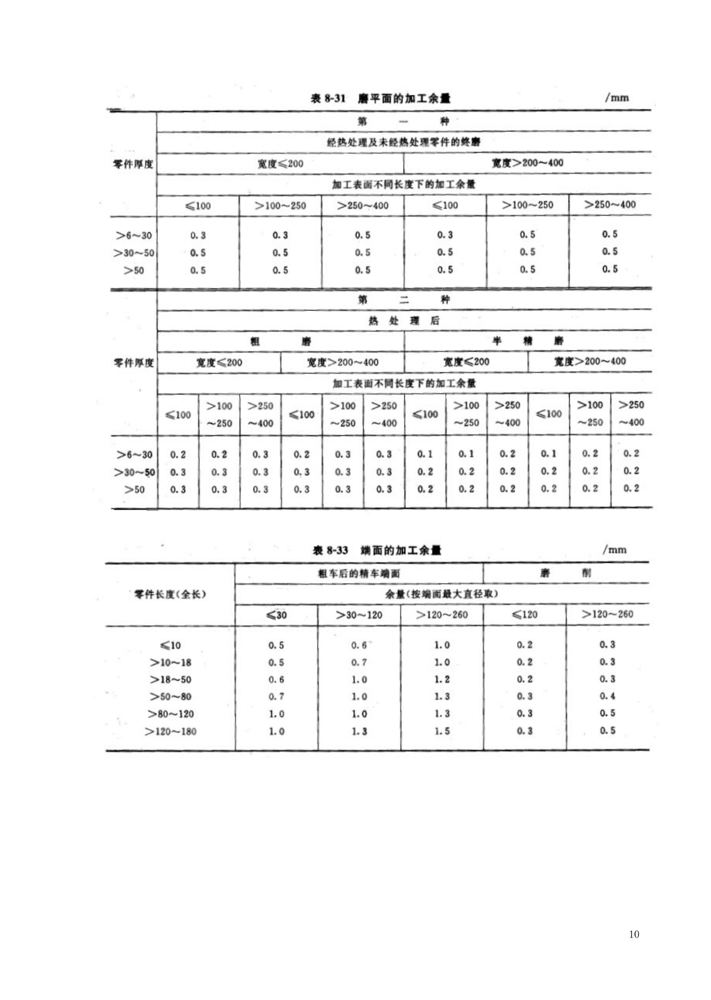 表 8-31 磨平面的加工余量 /mm
第 一 种
经热处理及未经热处理零件的终磨
零件厚度 宽度≤200 宽度>200～400
加工表面不同长度下的加工余量
≤100 >100～250 >250～400 ≤100 >100～250 >250～400
>6～30 0.3 0.3 0.5 0.3 0.5 0.5
>30～50 0.5 0.5 0.5 0.5 0.5 0.5
>50 0.5 0.5 0.5 0.5 0.5 0.5
第 二 种
热 处 理 后
粗 磨 半 精 磨
零件厚度 宽度≤200 宽度>200～400 宽度≤200 宽度>200～400
加工表面不同长度下的加工余量
≤100 >100～250 >250～400 ≤100 >100～250 >250～400 ≤100 >100～250 >250～400 ≤100 >100～250 >250～400
>6～30 0.2 0.2 0.3 0.2 0.3 0.3 0.1 0.1 0.2 0.1 0.2 0.2
>30～50 0.3 0.3 0.3 0.3 0.3 0.3 0.2 0.2 0.2 0.2 0.2 0.2
>50 0.3 0.3 0.3 0.3 0.3 0.3 0.2 0.2 0.2 0.2 0.2 0.2
表 8-33 端面的加工余量 /mm
粗车后的精车端面 磨 削
零件长度(全长) 余量(按端面最大直径取)
≤30 >30～120 >120～260 ≤120 >120～260
≤10 0.5 0.6 1.0 0.2 0.3
>10～18 0.5 0.7 1.0 0.2 0.3
>18～50 0.6 1.0 1.2 0.2 0.3
>50～80 0.7 1.0 1.3 0.3 0.4
>80～120 1.0 1.0 1.3 0.3 0.5
>120～180 1.0 1.3 1.5 0.3 0.5
10